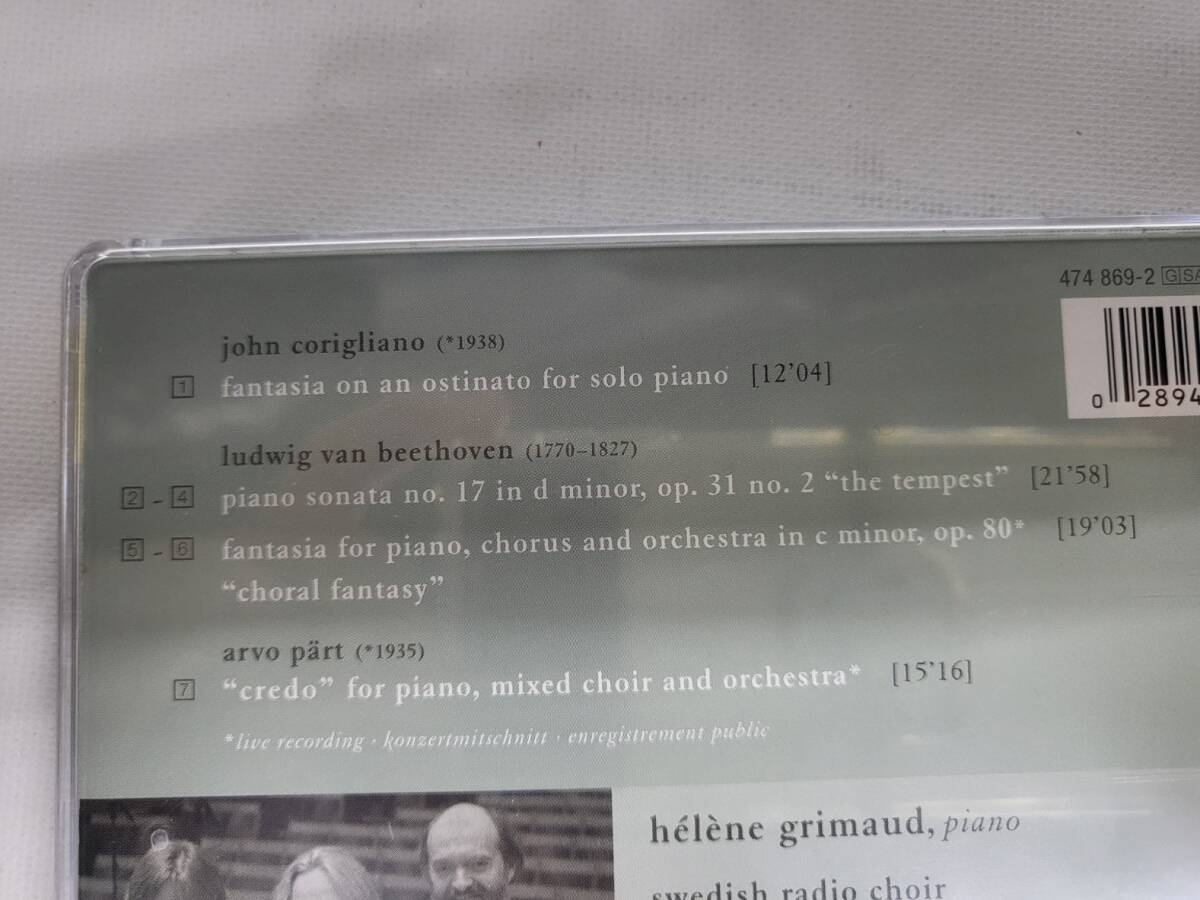 474 869-2 GSA
john corigliano (*1938)
1 fantasia on an ostinato for solo piano [12’04]
0 2894
ludwig van beethoven (1770–1827)
2 - 4 piano sonata no. 17 in d minor, op. 31 no. 2 “the tempest” [21’58]
5 - 6 fantasia for piano, chorus and orchestra in c minor, op. 80* [19’03]
“choral fantasy”
arvo pärt (*1935)
7 “credo” for piano, mixed choir and orchestra* [15’16]
*live recording · konzertmitschnitt · enregistrement public
hélène grimaud, piano
swedish radio choir